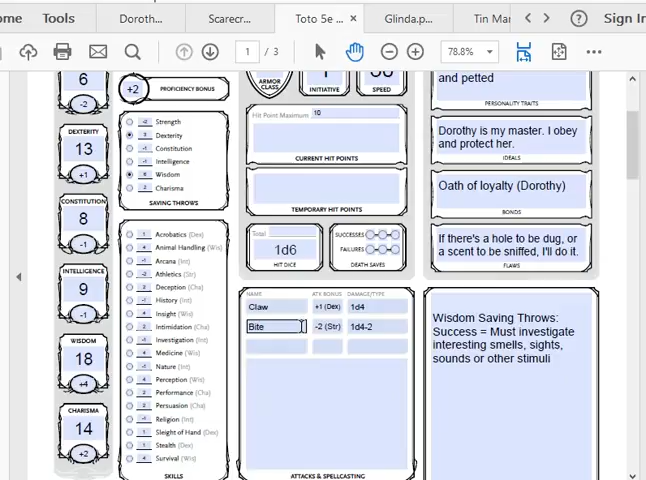 ome
Tools
Doroth...
Scarecr...
Toto 5e ...
Glinda.p...
Tin Mar
Sign In
1
/ 3
78.8%
6
-2
+2
PROFICIENCY BONUS
ARMOR
CLASS
INITIATIVE
SPEED
and petted
PERSONALITY TRAITS
DEXTERITY
13
+1
-2 Strength
3 Dexterity
-1 Constitution
-1 Intelligence
Wisdom
2 Charisma
SAVING THROWS
Hit Point Maximum 10
CURRENT HIT POINTS
TEMPORARY HIT POINTS
Dorothy is my master. I obey
and protect her.
IDEALS
Oath of loyalty (Dorothy)
BONDS
If there's a hole to be dug, or
a scent to be sniffed, I'll do it.
FLAWS
CONSTITUTION
8
-1
Total
1d6
HIT DICE
SUCCESSES
FAILURES
DEATH SAVES
INTELLIGENCE
9
-1
WISDOM
18
+4
CHARISMA
14
+2
1 Acrobatics (Dex)
4 Animal Handling (Wis)
-1 Arcana (Int)
-2 Athletics (Str)
2 Deception (Cha)
-1 History (Int)
4 Insight (Wis)
2 Intimidation (Cha)
-1 Investigation (Int)
4 Medicine (Wis)
-1 Nature (Int)
4 Perception (Wis)
2 Performance (Cha)
2 Persuasion (Cha)
-1 Religion (Int)
1 Sleight of Hand (Dex)
1 Stealth (Dex)
4 Survival (Wis)
SKILLS
NAME ATK BONUS DAMAGE/TYPE
Claw +1 (Dex) 1d4
Bite -2 (Str) 1d4-2
ATTACKS & SPELLCASTING
Wisdom Saving Throws:
Success = Must investigate
interesting smells, sights,
sounds or other stimuli